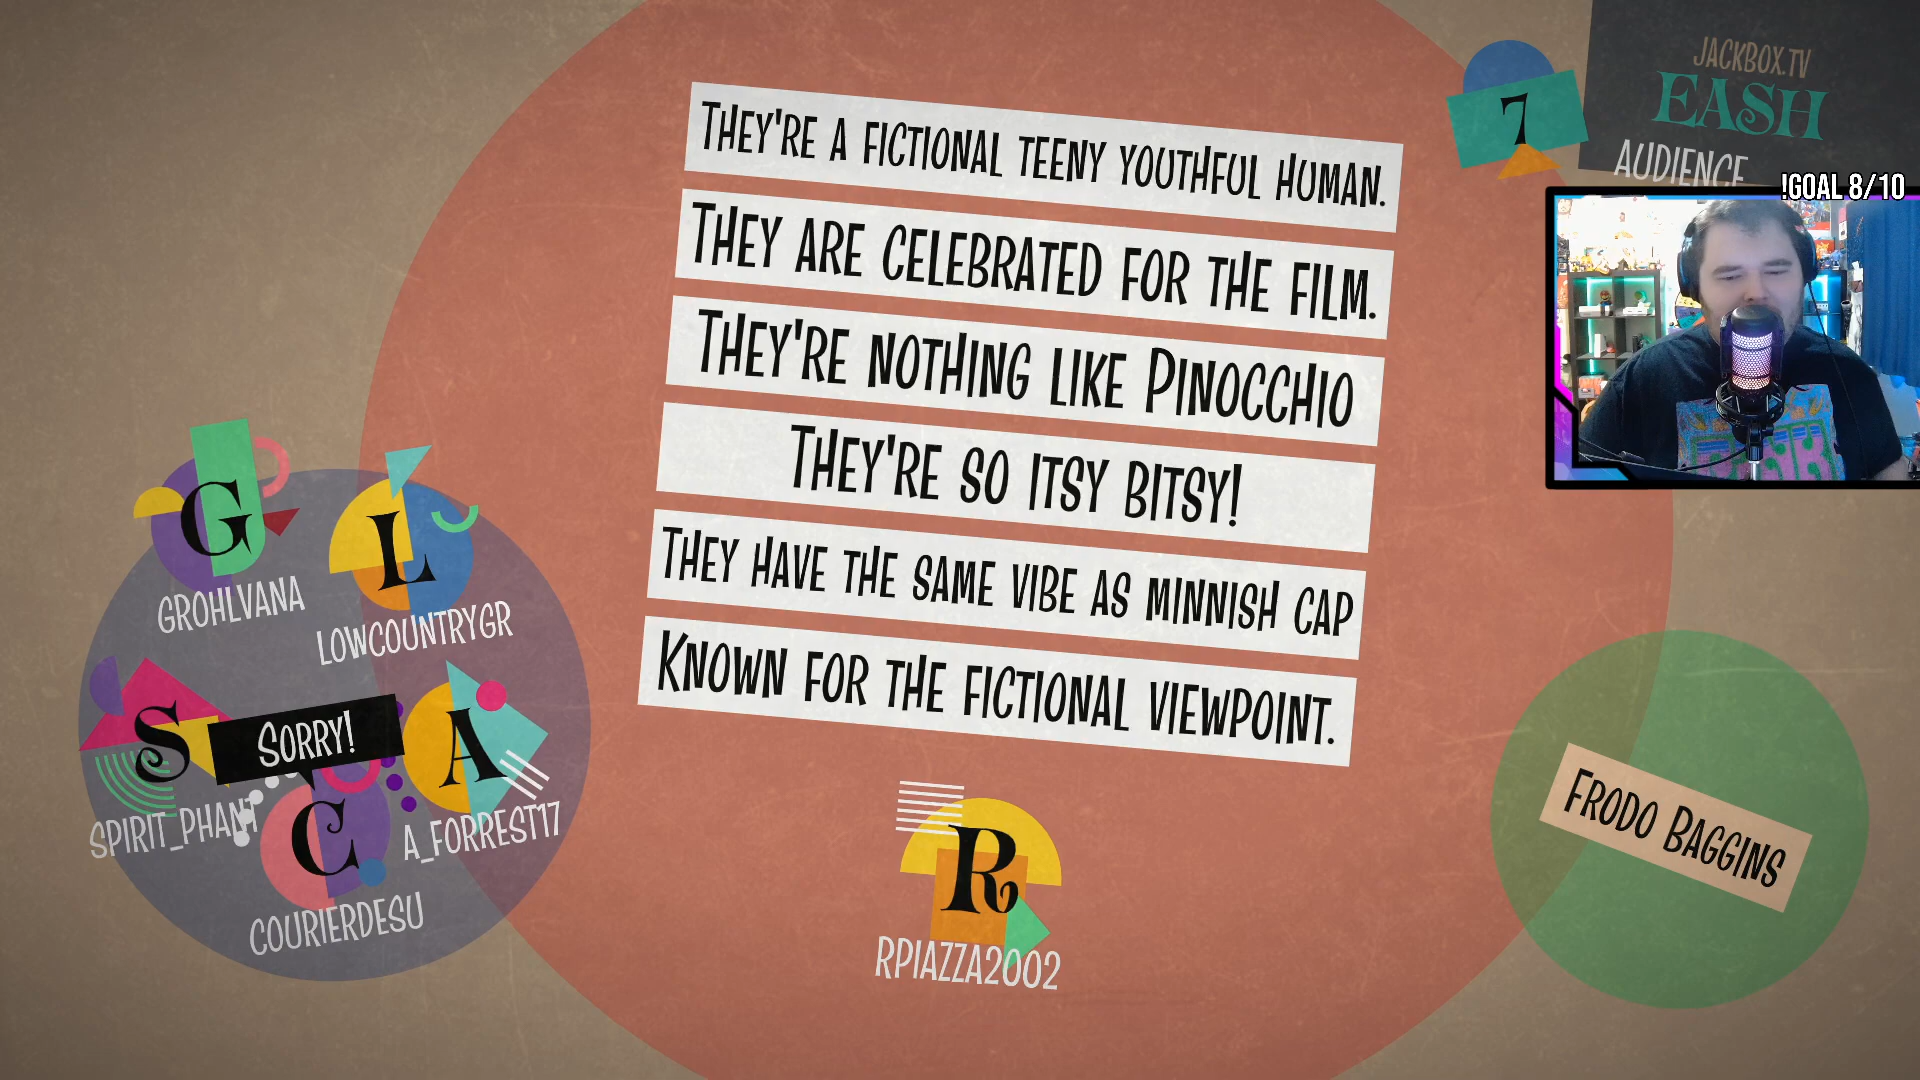 JACKBOX.TV
EASH
AUDIENCE
7
!GOAL 8/10
THEY'RE A FICTIONAL TEENY YOUTHFUL HUMAN.
THEY ARE CELEBRATED FOR THE FILM.
THEY'RE NOTHING LIKE PINOCCHIO
THEY'RE SO ITSY BITSY!
THEY HAVE THE SAME VIBE AS MINNISH CAP
KNOWN FOR THE FICTIONAL VIEWPOINT.
G
GROHLVANA
L
LOWCOUNTRYGR
S
SPIRIT_PHANT
SORRY!
A
A_FORREST17
C
COURIERDESU
R
RPIAZZA2002
FRODO BAGGINS